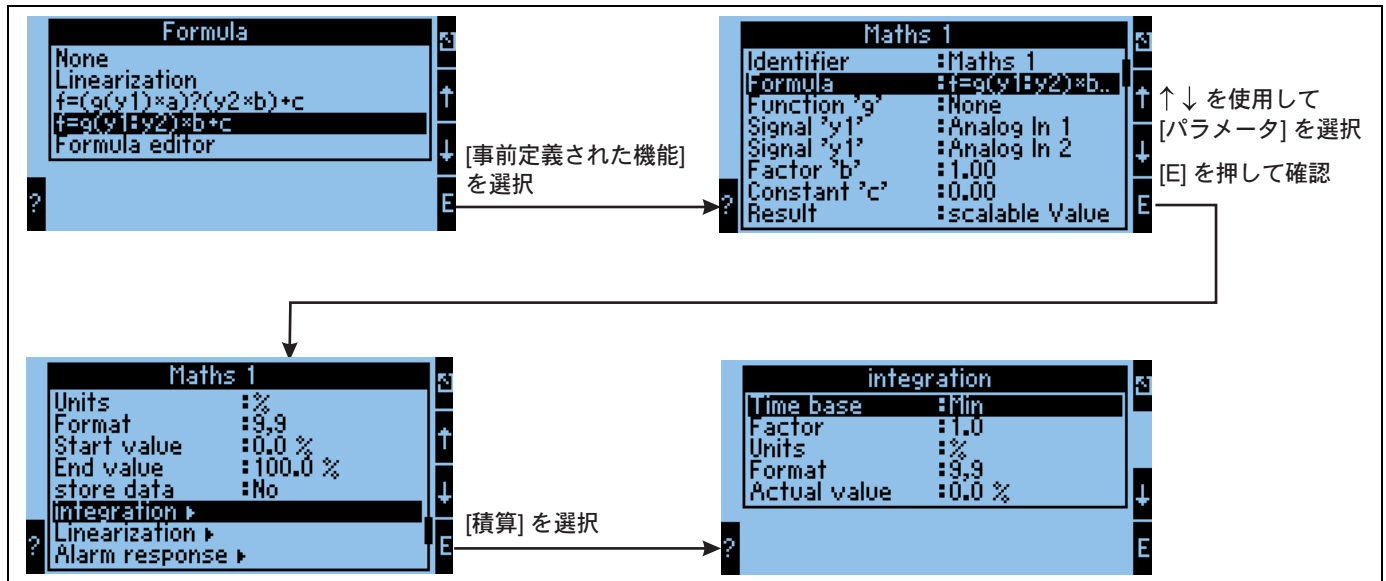 Formula
None
Linearization
f=(g(y1)×a)?(y2×b)+c
f=g(y1:y2)×b+c
Formula editor
↑
↓
?
E
[事前定義された機能]
を選択
Maths 1
Identifier :Maths 1
Formula :f=g(y1:y2)×b..
Function 'g' :None
Signal 'y1' :Analog In 1
Signal 'y1' :Analog In 2
Factor 'b' :1.00
Constant 'c' :0.00
Result :scalable Value
↑
↓
?
E
↑↓ を使用して
[パラメータ] を選択
[E] を押して確認
Maths 1
Units :%
Format :9,9
Start value :0.0 %
End value :100.0 %
store data :No
integration ▸
Linearization ▸
Alarm response ▸
↑
↓
?
E
[積算] を選択
integration
Time base :Min
Factor :1.0
Units :%
Format :9,9
Actual value :0.0 %
↓
?
E